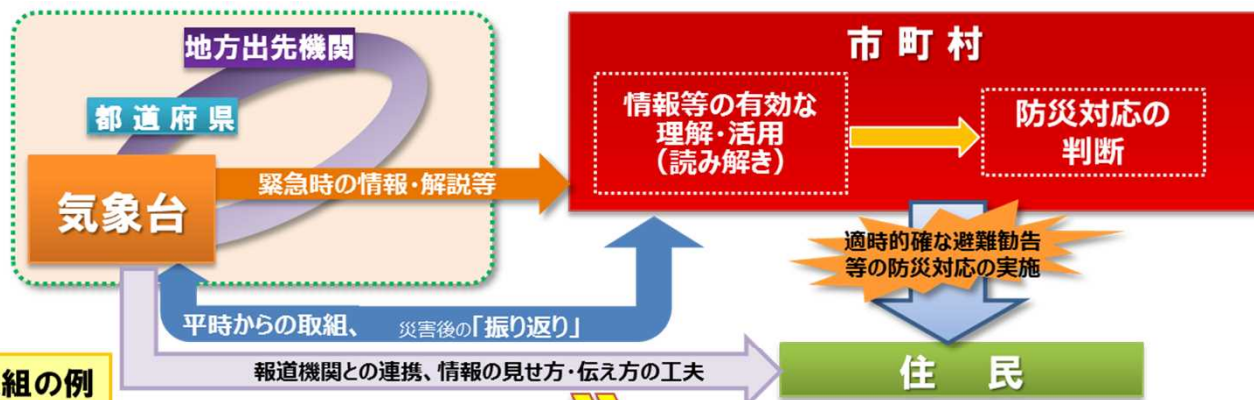 地方出先機関
都道府県
気象台
緊急時の情報・解説等
市町村
情報等の有効な
理解・活用
(読み解き)
防災対応の
判断
適時的確な避難勧告
等の防災対応の実施
平時からの取組、 災害後の「振り返り」
報道機関との連携、情報の見せ方・伝え方の工夫
住 民
組の例